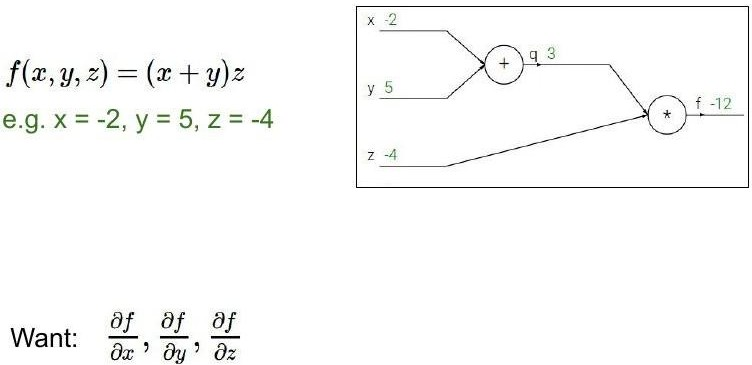 f(x, y, z) = (x + y)z
e.g. x = -2, y = 5, z = -4
x -2
y 5
z -4
+
q 3
*
f -12
Want: ∂f/∂x, ∂f/∂y, ∂f/∂z